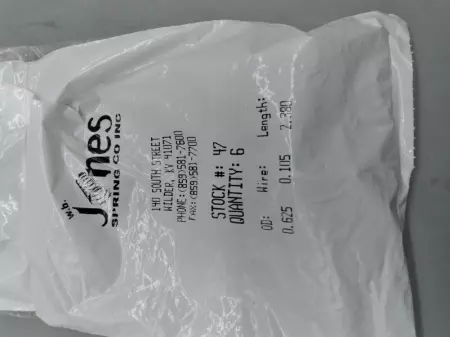 w.b.
Jones
SPRING CO INC
140 SOUTH STREET
WILDER, KY 41071
PHONE:(859)581-7600
FAX:(859)581-7700
STOCK #: 47
QUANTITY: 6
OD: Wire: Length:
0.625 0.105 2.380